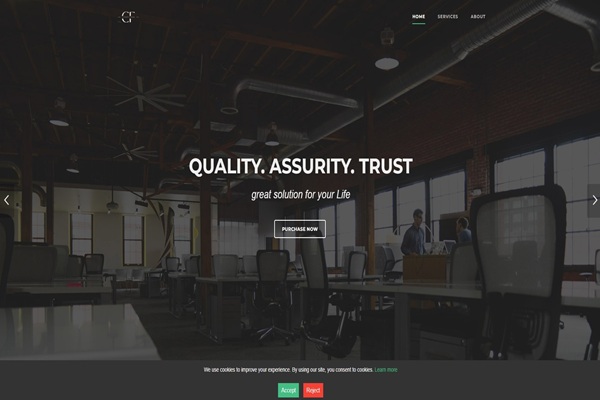 CF
HOME SERVICES ABOUT
QUALITY. ASSURITY. TRUST
great solution for your Life
PURCHASE NOW
We use cookies to improve your experience. By using our site, you consent to cookies. Learn more
Accept Reject